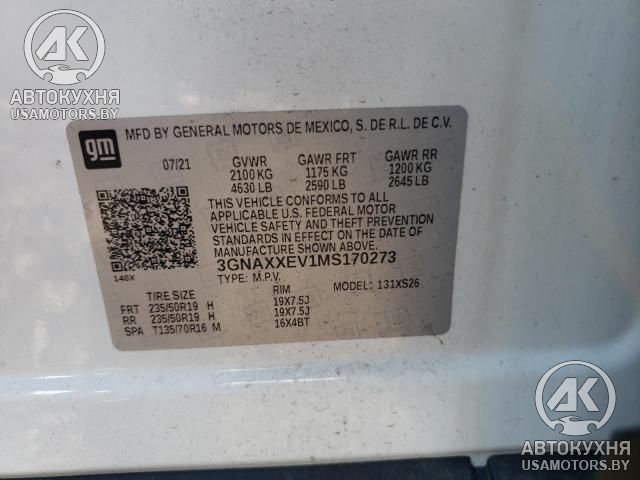 АВТОКУХНЯ
USAMOTORS.BY
АВТОКУХНЯ
USAMOTORS.BY
gm
MFD BY GENERAL MOTORS DE MEXICO, S. DE R.L. DE C.V.
07/21 GVWR GAWR FRT GAWR RR
2100 KG 1175 KG 1200 KG
4630 LB 2590 LB 2645 LB
THIS VEHICLE CONFORMS TO ALL
APPLICABLE U.S. FEDERAL MOTOR
VEHICLE SAFETY AND THEFT PREVENTION
STANDARDS IN EFFECT ON THE DATE OF
MANUFACTURE SHOWN ABOVE.
3GNAXXEV1MS170273
140X TYPE: M.P.V. MODEL: 131XS26
TIRE SIZE RIM
FRT 235/50R19 H 19X7.5J
RR 235/50R19 H 19X7.5J
SPA T135/70R16 M 16X4BT
АК
АВТОКУХНЯ
USAMOTORS.BY